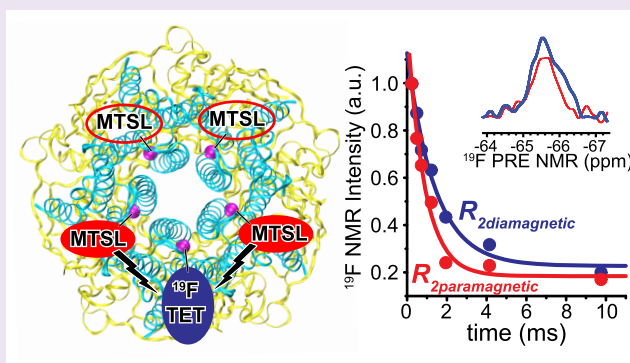 MTSL
MTSL
MTSL
MTSL
19F
TET
19F NMR Intensity (a.u.)
1.0
0.8
0.6
0.4
0.2
0 2 4 6 8 10
time (ms)
R2diamagnetic
R2paramagnetic
-64 -65 -66 -67
19F PRE NMR (ppm)